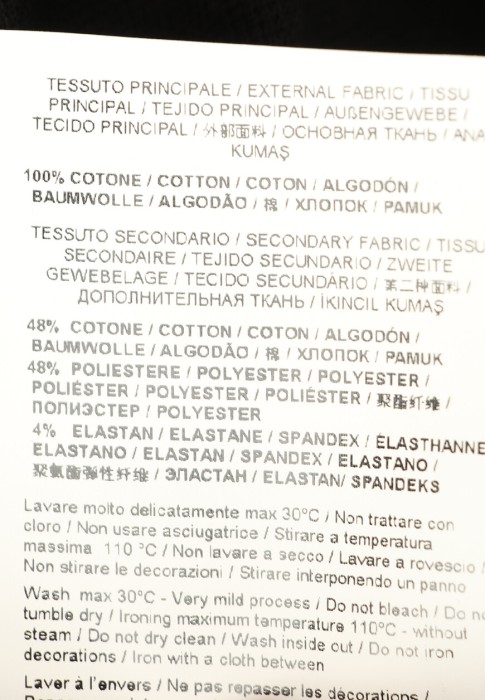 TESSUTO PRINCIPALE / EXTERNAL FABRIC / TISSU
PRINCIPAL / TEJIDO PRINCIPAL / AUßENGEWEBE /
TECIDO PRINCIPAL / 外部面料 / ОСНОВНАЯ ТКАНЬ / ANA
KUMAŞ
100% COTONE / COTTON / COTON / ALGODÓN /
BAUMWOLLE / ALGODÃO / 棉 / ХЛОПОК / PAMUK
TESSUTO SECONDARIO / SECONDARY FABRIC / TISSU
SECONDAIRE / TEJIDO SECUNDARIO / ZWEITE
GEWEBELAGE / TECIDO SECUNDÁRIO / 第二种面料 /
ДОПОЛНИТЕЛЬНАЯ ТКАНЬ / İKINCIL KUMAŞ
48% COTONE / COTTON / COTON / ALGODÓN /
BAUMWOLLE / ALGODÃO / 棉 / ХЛОПОК / PAMUK
48% POLIESTERE / POLYESTER / POLYESTER /
POLIÉSTER / POLYESTER / POLIÉSTER / 聚酯纤维 /
ПОЛИЭСТЕР / POLYESTER
4% ELASTAN / ELASTANE / SPANDEX / ÉLASTHANNE
ELASTANO / ELASTAN / SPANDEX / ELASTANO /
聚氨酯弹性纤维 / ЭЛАСТАН / ELASTAN/ SPANDEKS
Lavare molto delicatamente max 30°C / Non trattare con
cloro / Non usare asciugatrice / Stirare a temperatura
massima 110 °C / Non lavare a secco / Lavare a rovescio /
Non stirare le decorazioni / Stirare interponendo un panno
Wash max 30°C - Very mild process / Do not bleach / Do no
tumble dry / Ironing maximum temperature 110°C - without
steam / Do not dry clean / Wash inside out / Do not iron
decorations / Iron with a cloth between
Laver à l'envers / Ne pas repasser les décorations /